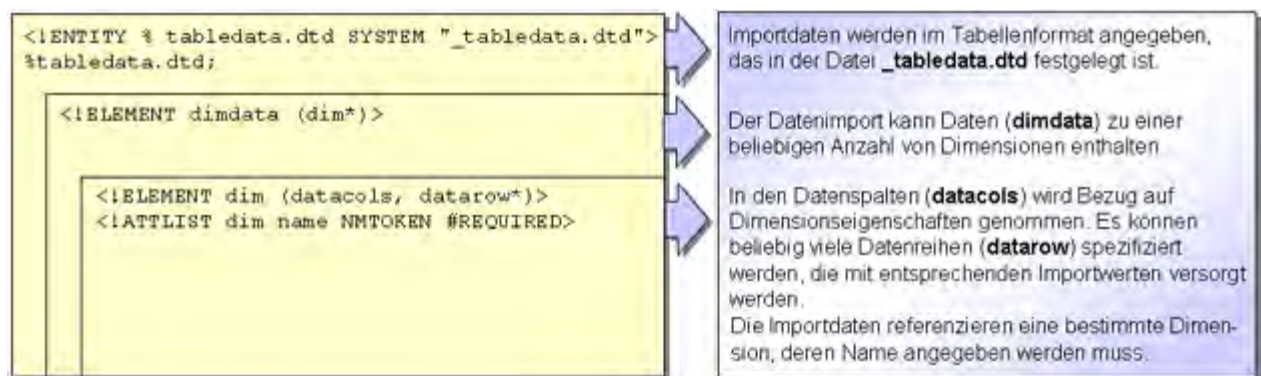 <!ENTITY % tabledata.dtd SYSTEM "_tabledata.dtd">
%tabledata.dtd;
<!ELEMENT dimdata (dim*)>
<!ELEMENT dim (datacols, datarow*)>
<!ATTLIST dim name NMTOKEN #REQUIRED>
Importdaten werden im Tabellenformat angegeben,
das in der Datei _tabledata.dtd festgelegt ist.
Der Datenimport kann Daten (dimdata) zu einer
beliebigen Anzahl von Dimensionen enthalten
In den Datenspalten (datacols) wird Bezug auf
Dimensionseigenschaften genommen. Es können
beliebig viele Datenreihen (datarow) spezifiziert
werden, die mit entsprechenden Importwerten versorgt
werden.
Die Importdaten referenzieren eine bestimmte Dimen-
sion, deren Name angegeben werden muss.